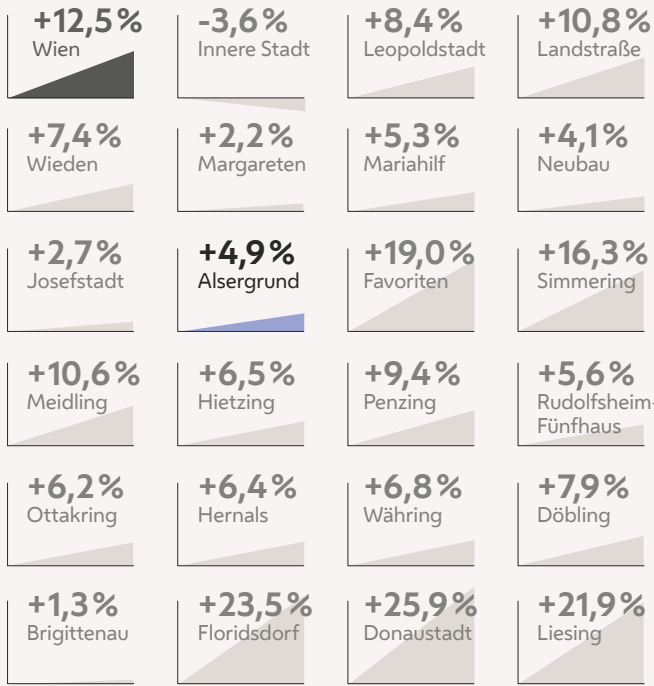 +12,5 %
Wien
-3,6 %
Innere Stadt
+8,4 %
Leopoldstadt
+10,8 %
Landstraße
+7,4 %
Wieden
+2,2 %
Margareten
+5,3 %
Mariahilf
+4,1 %
Neubau
+2,7 %
Josefstadt
+4,9 %
Alsergrund
+19,0 %
Favoriten
+16,3 %
Simmering
+10,6 %
Meidling
+6,5 %
Hietzing
+9,4 %
Penzing
+5,6 %
Rudolfsheim-
Fünfhaus
+6,2 %
Ottakring
+6,4 %
Hernals
+6,8 %
Währing
+7,9 %
Döbling
+1,3 %
Brigittenau
+23,5 %
Floridsdorf
+25,9 %
Donaustadt
+21,9 %
Liesing